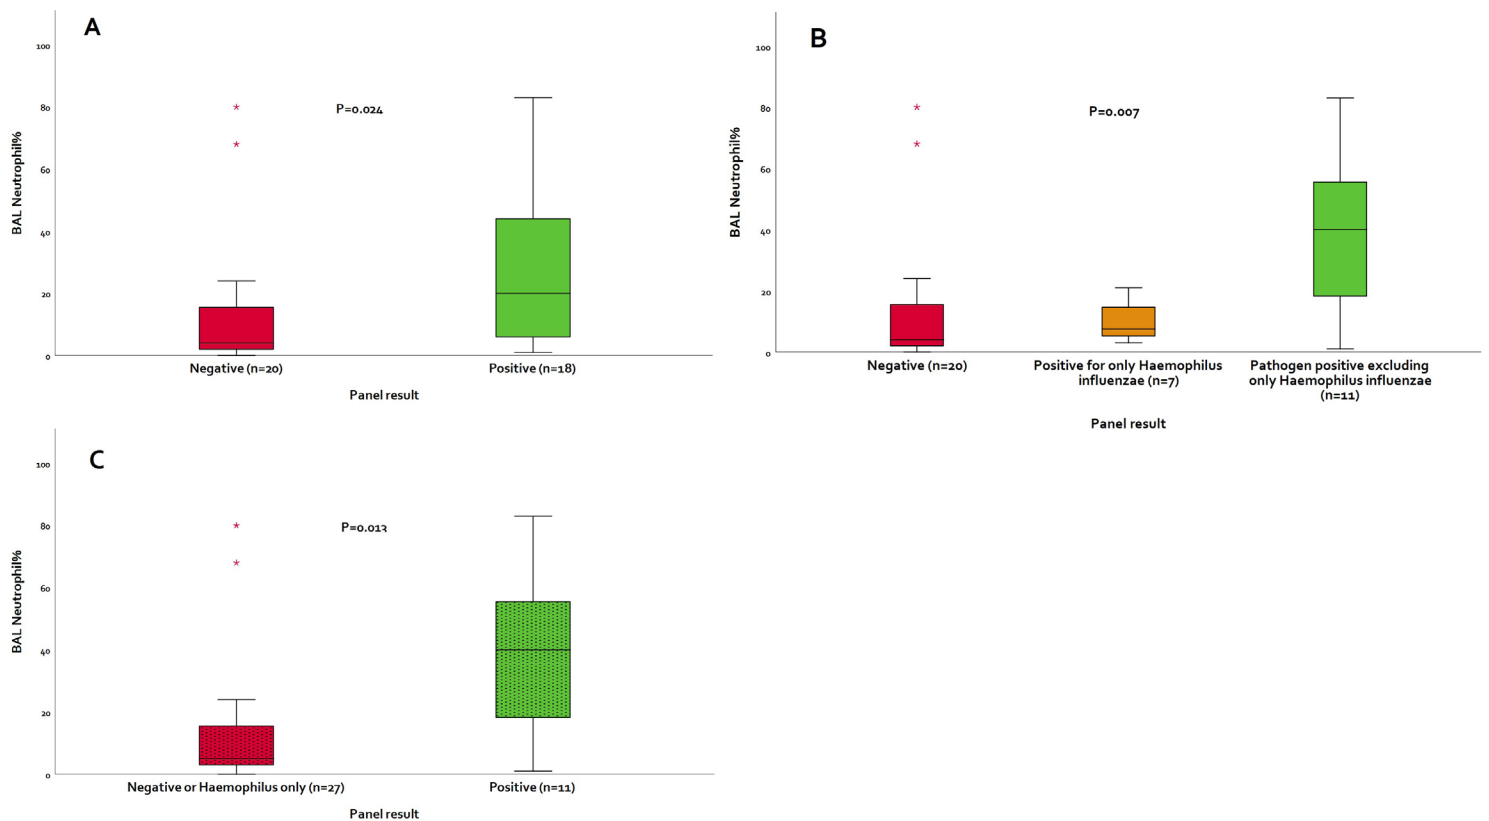 A
100
80
60
40
20
0
BAL Neutrophil%
*
*
P=0.024
Negative (n=20)
Positive (n=18)
Panel result
B
100
80
60
40
20
0
BAL Neutrophil%
*
*
P=0.007
Negative (n=20)
Positive for only Haemophilus
influenzae (n=7)
Pathogen positive excluding
only Haemophilus influenzae
(n=11)
Panel result
C
100
80
60
40
20
0
BAL Neutrophil%
*
*
P=0.013
Negative or Haemophilus only (n=27)
Positive (n=11)
Panel result